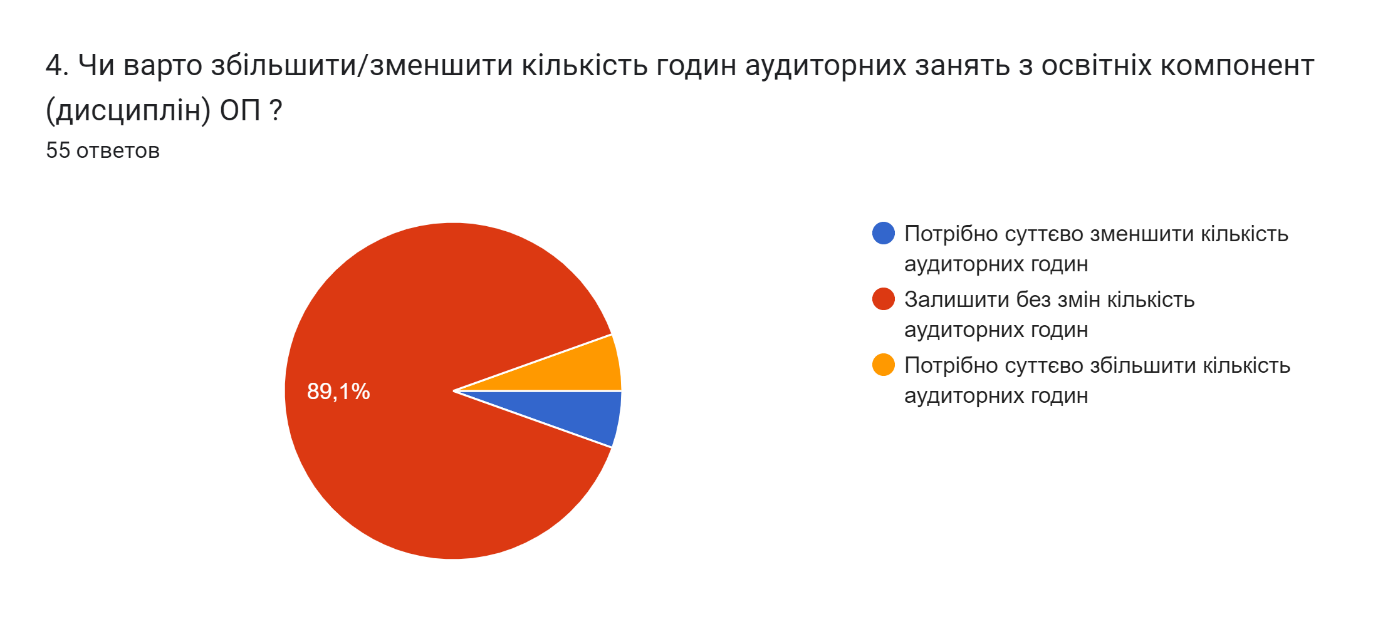 4. Чи варто збільшити/зменшити кількість годин аудиторних занять з освітніх компонент
(дисциплін) ОП ?
55 ответов
89,1%
Потрібно суттєво зменшити кількість
аудиторних годин
Залишити без змін кількість
аудиторних годин
Потрібно суттєво збільшити кількість
аудиторних годин